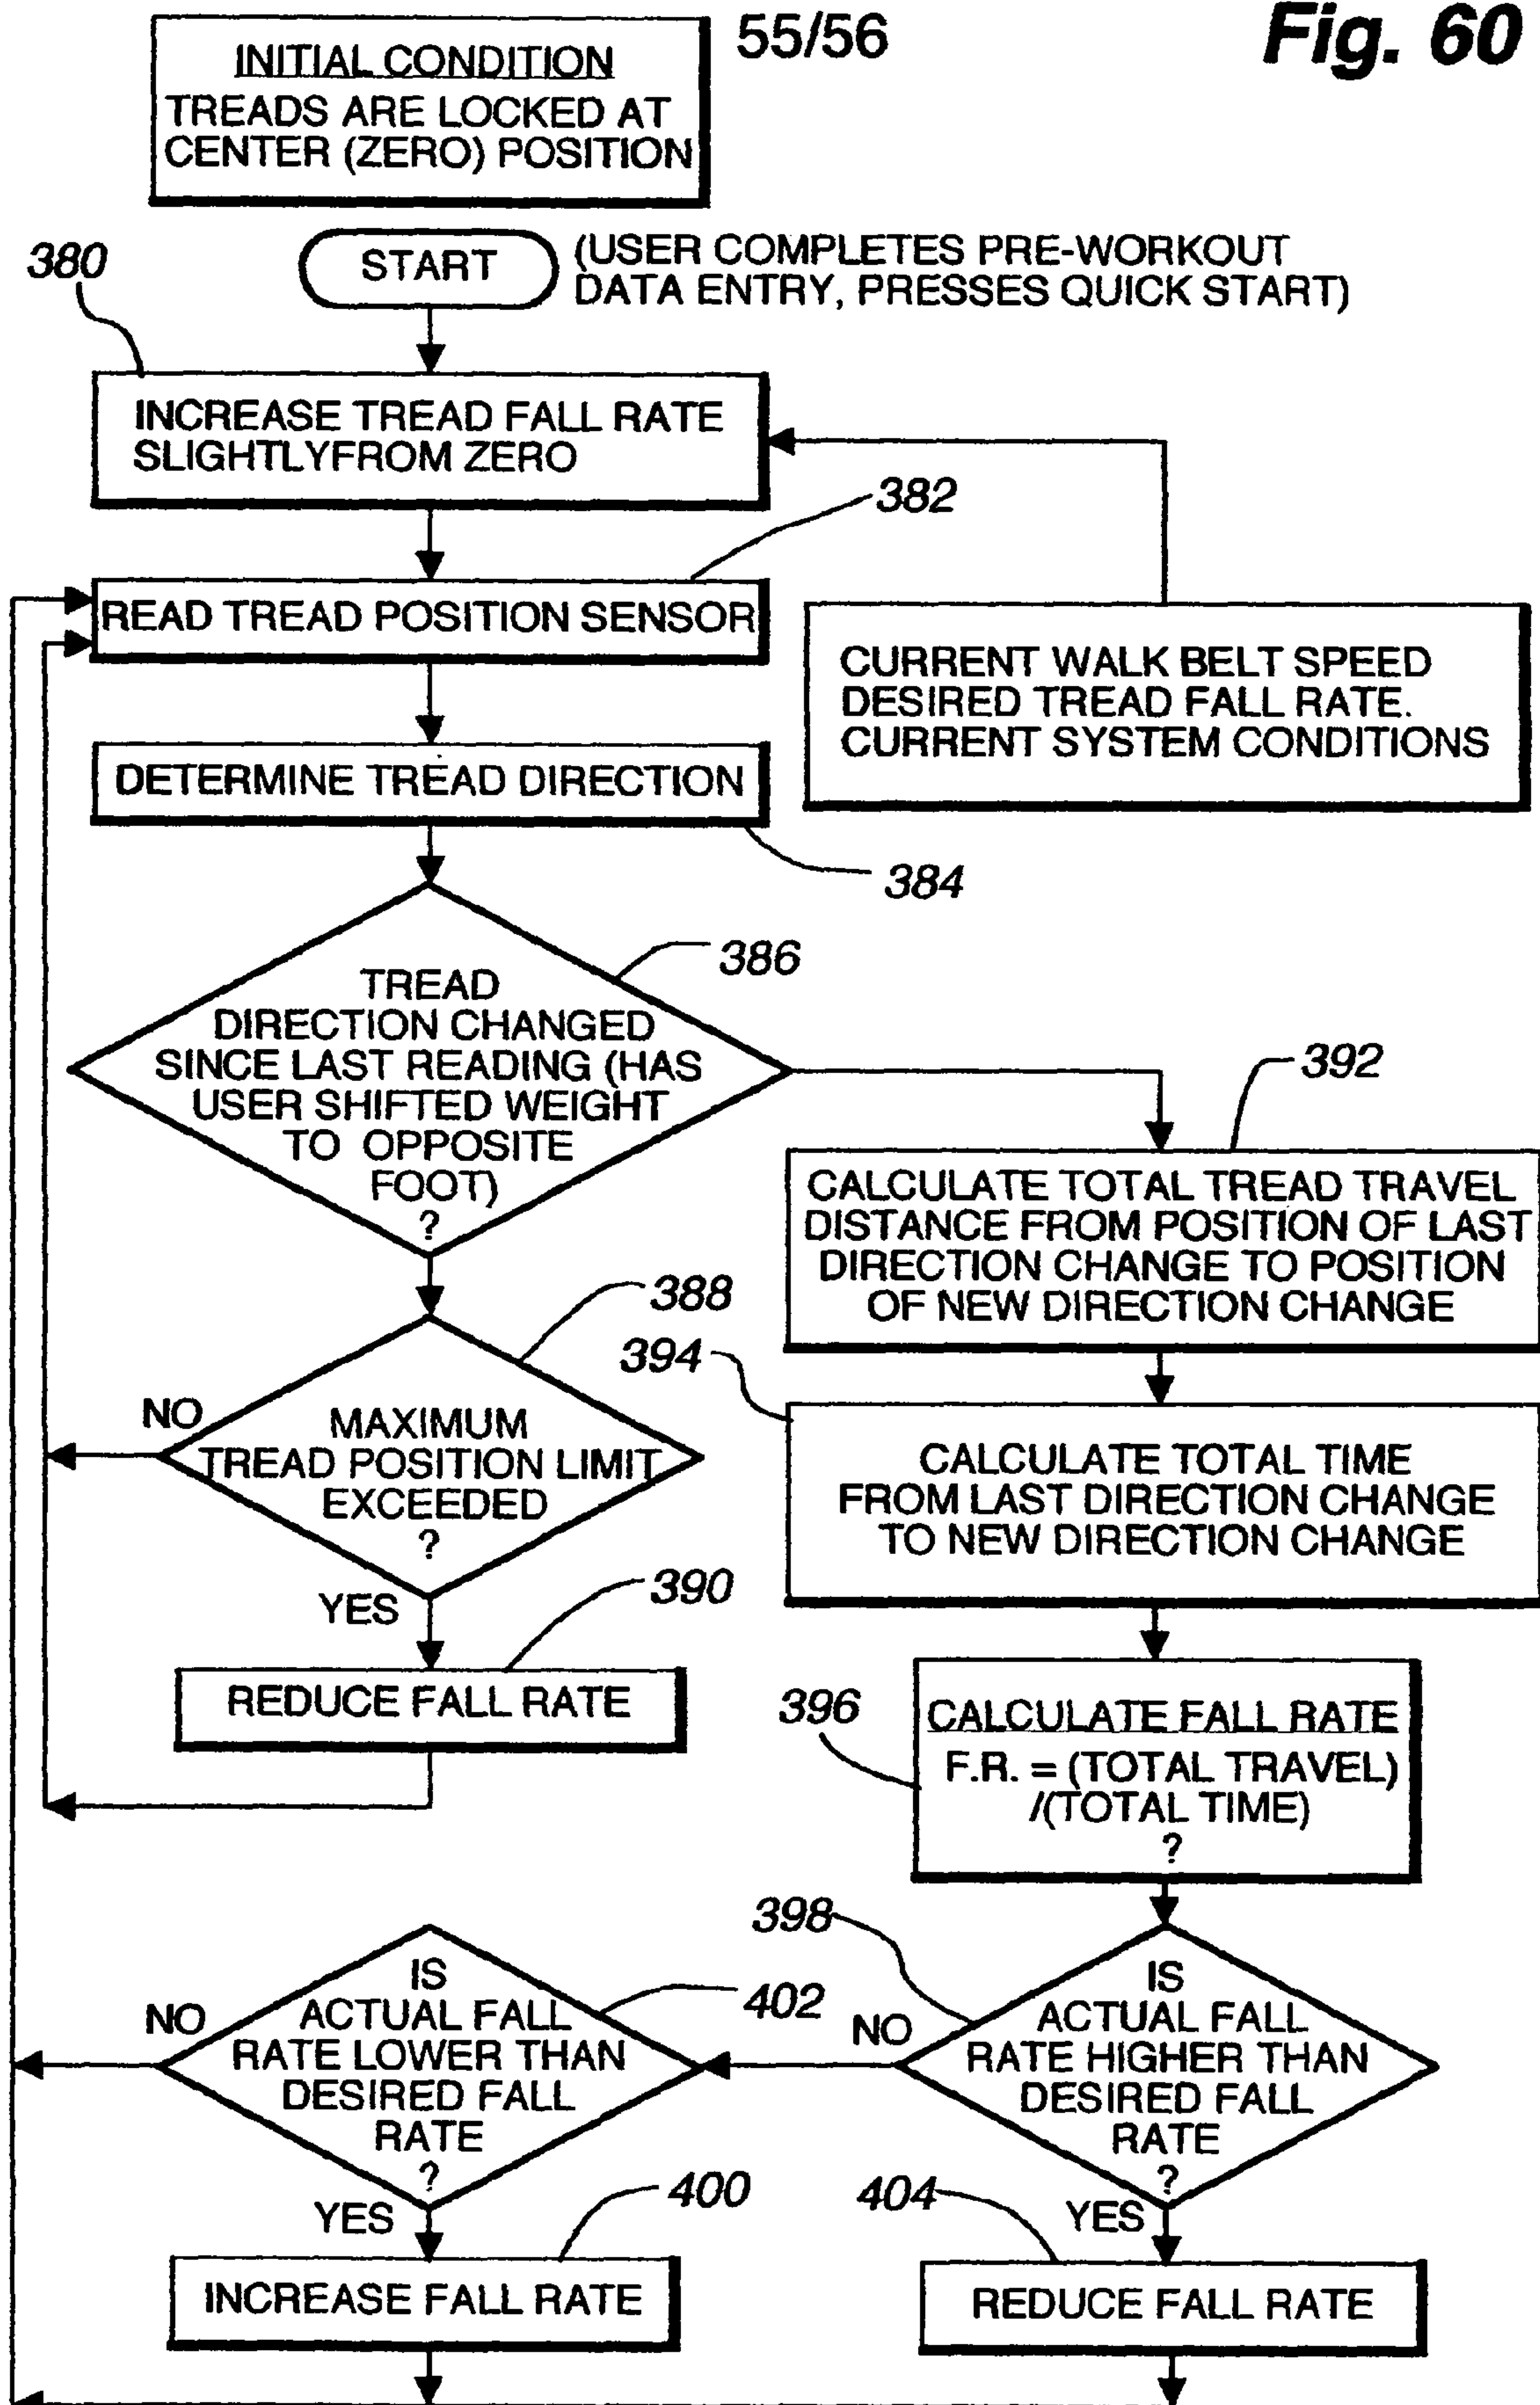 55/56
Fig. 60
INITIAL CONDITION
TREADS ARE LOCKED AT
CENTER (ZERO) POSITION
380
START
(USER COMPLETES PRE-WORKOUT
DATA ENTRY, PRESSES QUICK START)
INCREASE TREAD FALL RATE
SLIGHTLYFROM ZERO
382
READ TREAD POSITION SENSOR
CURRENT WALK BELT SPEED
DESIRED TREAD FALL RATE.
CURRENT SYSTEM CONDITIONS
DETERMINE TREAD DIRECTION
384
386
TREAD
DIRECTION CHANGED
SINCE LAST READING (HAS
USER SHIFTED WEIGHT
TO OPPOSITE
FOOT)
?
392
CALCULATE TOTAL TREAD TRAVEL
DISTANCE FROM POSITION OF LAST
DIRECTION CHANGE TO POSITION
OF NEW DIRECTION CHANGE
388
394
NO
MAXIMUM
TREAD POSITION LIMIT
EXCEEDED
?
YES
CALCULATE TOTAL TIME
FROM LAST DIRECTION CHANGE
TO NEW DIRECTION CHANGE
390
REDUCE FALL RATE
396
CALCULATE FALL RATE
F.R. = (TOTAL TRAVEL)
/(TOTAL TIME)
?
398
IS
ACTUAL FALL
RATE HIGHER THAN
DESIRED FALL
RATE
?
NO
YES
402
IS
ACTUAL FALL
RATE LOWER THAN
DESIRED FALL
RATE
?
NO
YES
400
INCREASE FALL RATE
404
REDUCE FALL RATE